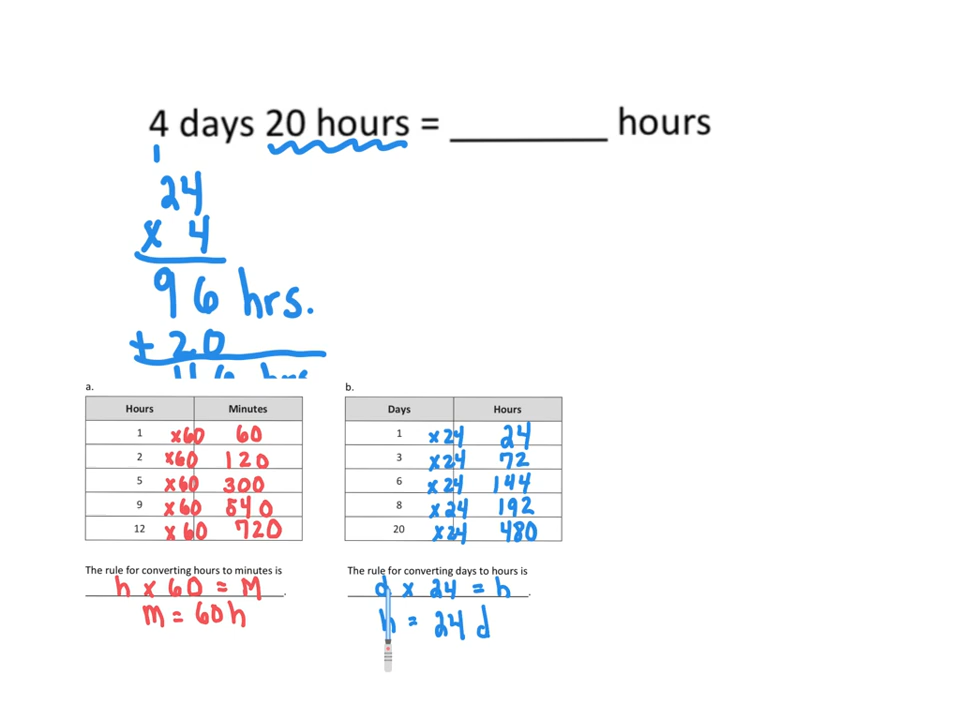 4 days 20 hours = ________ hours
1
24
x 4
96 hrs.
+ 20
116 hrs
a.
b.
Hours Minutes
Days Hours
1 x60 60
1 x24 24
2 x60 120
3 x24 72
5 x60 300
6 x24 144
9 x60 540
8 x24 192
12 x60 720
20 x24 480
The rule for converting hours to minutes is
The rule for converting days to hours is
h x 60 = M
d x 24 = h
m = 60h
h = 24 d